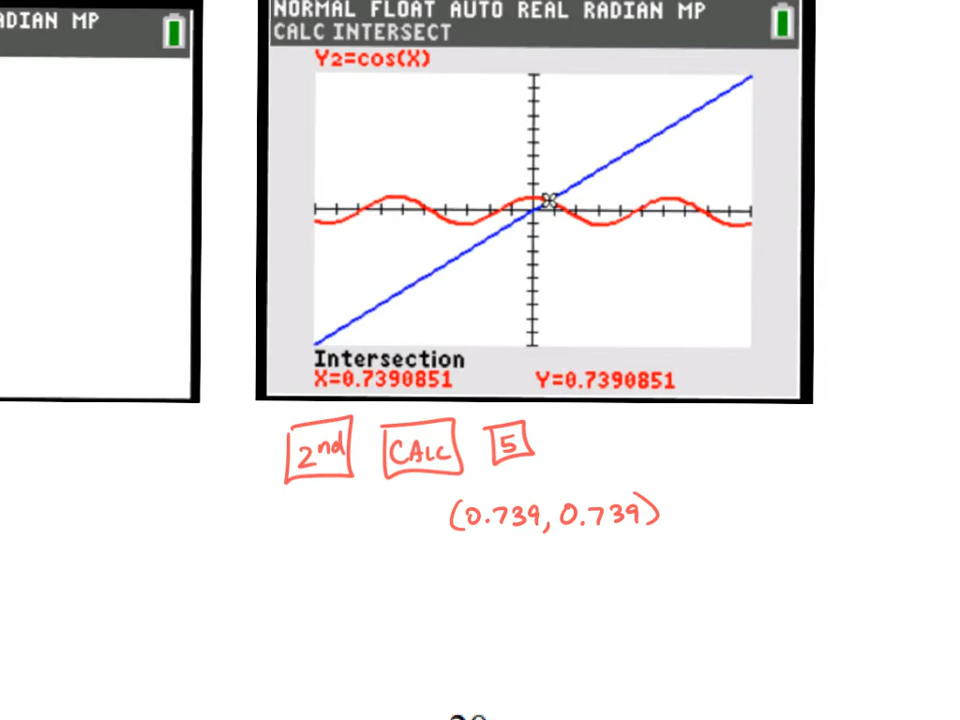 ADIAN MP
NORMAL FLOAT AUTO REAL RADIAN MP
CALC INTERSECT
Y2=cos(X)
Intersection
X=0.7390851 Y=0.7390851
2nd CALC 5
(0.739, 0.739)